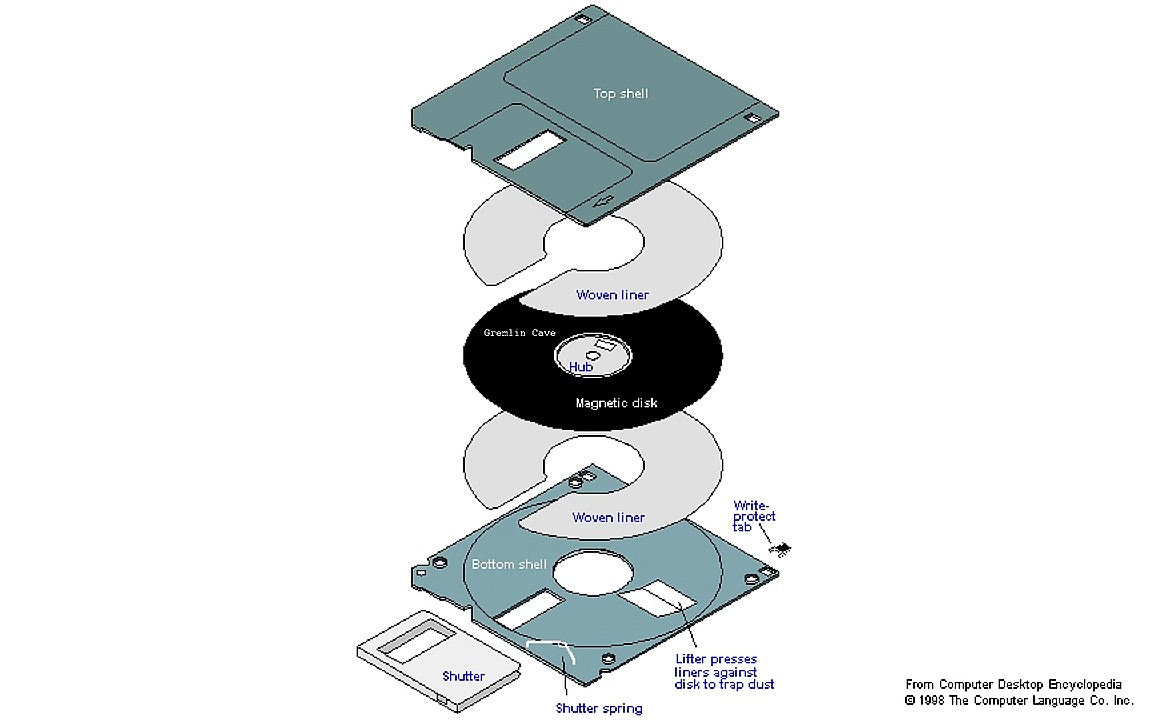 Top shell
Woven liner
Gremlin Cave
Hub
Magnetic disk
Woven liner
Write-
protect
tab
Bottom shell
Shutter
Lifter presses
liners against
disk to trap dust
Shutter spring
From Computer Desktop Encyclopedia
© 1998 The Computer Language Co. Inc.